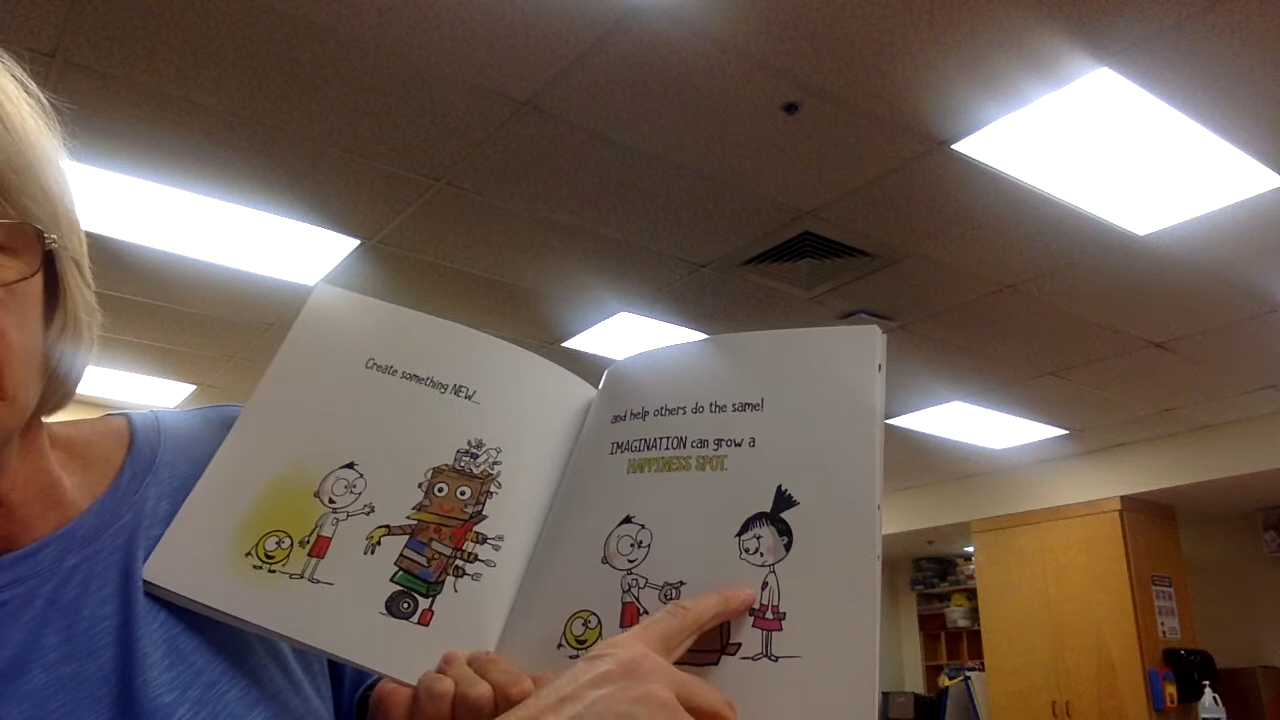 Create something NEW...
and help others do the same!
IMAGINATION can grow a
HAPPINESS SPOT.